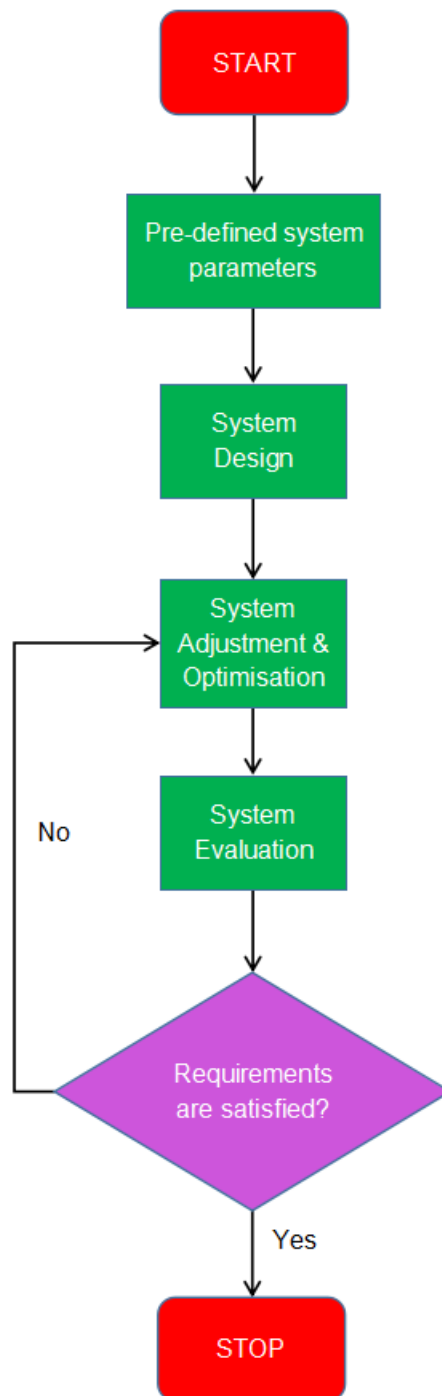 START
Pre-defined system
parameters
System
Design
System
Adjustment &
Optimisation
System
Evaluation
No
Requirements
are satisfied?
Yes
STOP